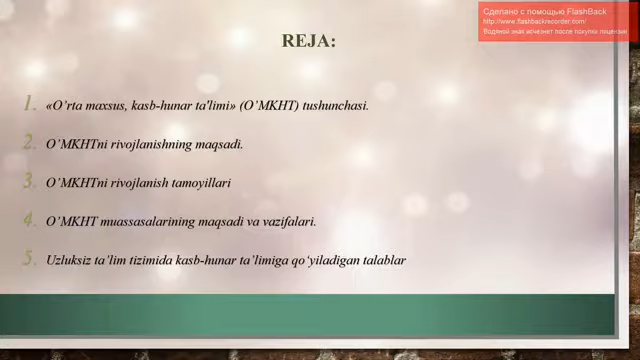 Сделано с помощью FlashBack
http://www.flashbackrecorder.com/
Водяной знак исчезнет после покупки лицензии
REJA:
1. «O’rta maxsus, kasb-hunar ta'limi» (O’MKHT) tushunchasi.
2. O’MKHTni rivojlanishning maqsadi.
3. O’MKHTni rivojlanish tamoyillari
4. O’MKHT muassasalarining maqsadi va vazifalari.
5. Uzluksiz ta’lim tizimida kasb-hunar ta’limiga qo‘yiladigan talablar